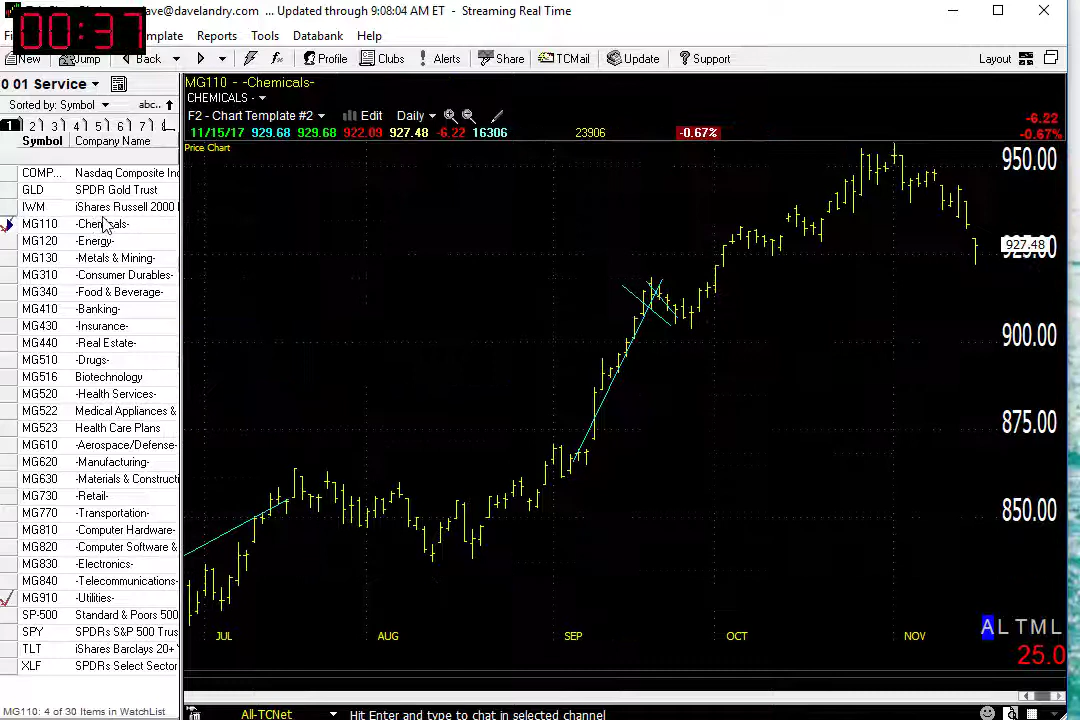 ave@davelandry.com ... Updated through 9:08:04 AM ET - Streaming Real Time
00:37
mplate Reports Tools Databank Help
New Jump Back Profile Clubs Alerts Share TCMail Update Support Layout
0 01 Service
Sorted by: Symbol abc..
1 2 3 4 5 6 7
Symbol Company Name
COMP... Nasdaq Composite Ind
GLD SPDR Gold Trust
IWM iShares Russell 2000
MG110 -Chemicals-
MG120 -Energy-
MG130 -Metals & Mining-
MG310 -Consumer Durables-
MG340 -Food & Beverage-
MG410 -Banking-
MG430 -Insurance-
MG440 -Real Estate-
MG510 -Drugs-
MG516 Biotechnology
MG520 -Health Services-
MG522 Medical Appliances &
MG523 Health Care Plans
MG610 -Aerospace/Defense-
MG620 -Manufacturing-
MG630 -Materials & Constructi
MG730 -Retail-
MG770 -Transportation-
MG810 -Computer Hardware-
MG820 -Computer Software &
MG830 -Electronics-
MG840 -Telecommunications-
MG910 -Utilities-
SP-500 Standard & Poors 500
SPY SPDRs S&P 500 Trus
TLT iShares Barclays 20+
XLF SPDRs Select Sector
MG110: 4 of 30 Items in WatchList
MG110 - -Chemicals-
CHEMICALS -
F2 - Chart Template #2 Edit Daily
11/15/17 929.68 929.68 922.09 927.48 -6.22 16306 23906 -0.67%
-6.22
-0.67%
Price Chart
950.00
925.00
927.48
900.00
875.00
850.00
JUL AUG SEP OCT NOV
A L T M L
25.0
All-TCNet Hit Enter and type to chat in selected channel